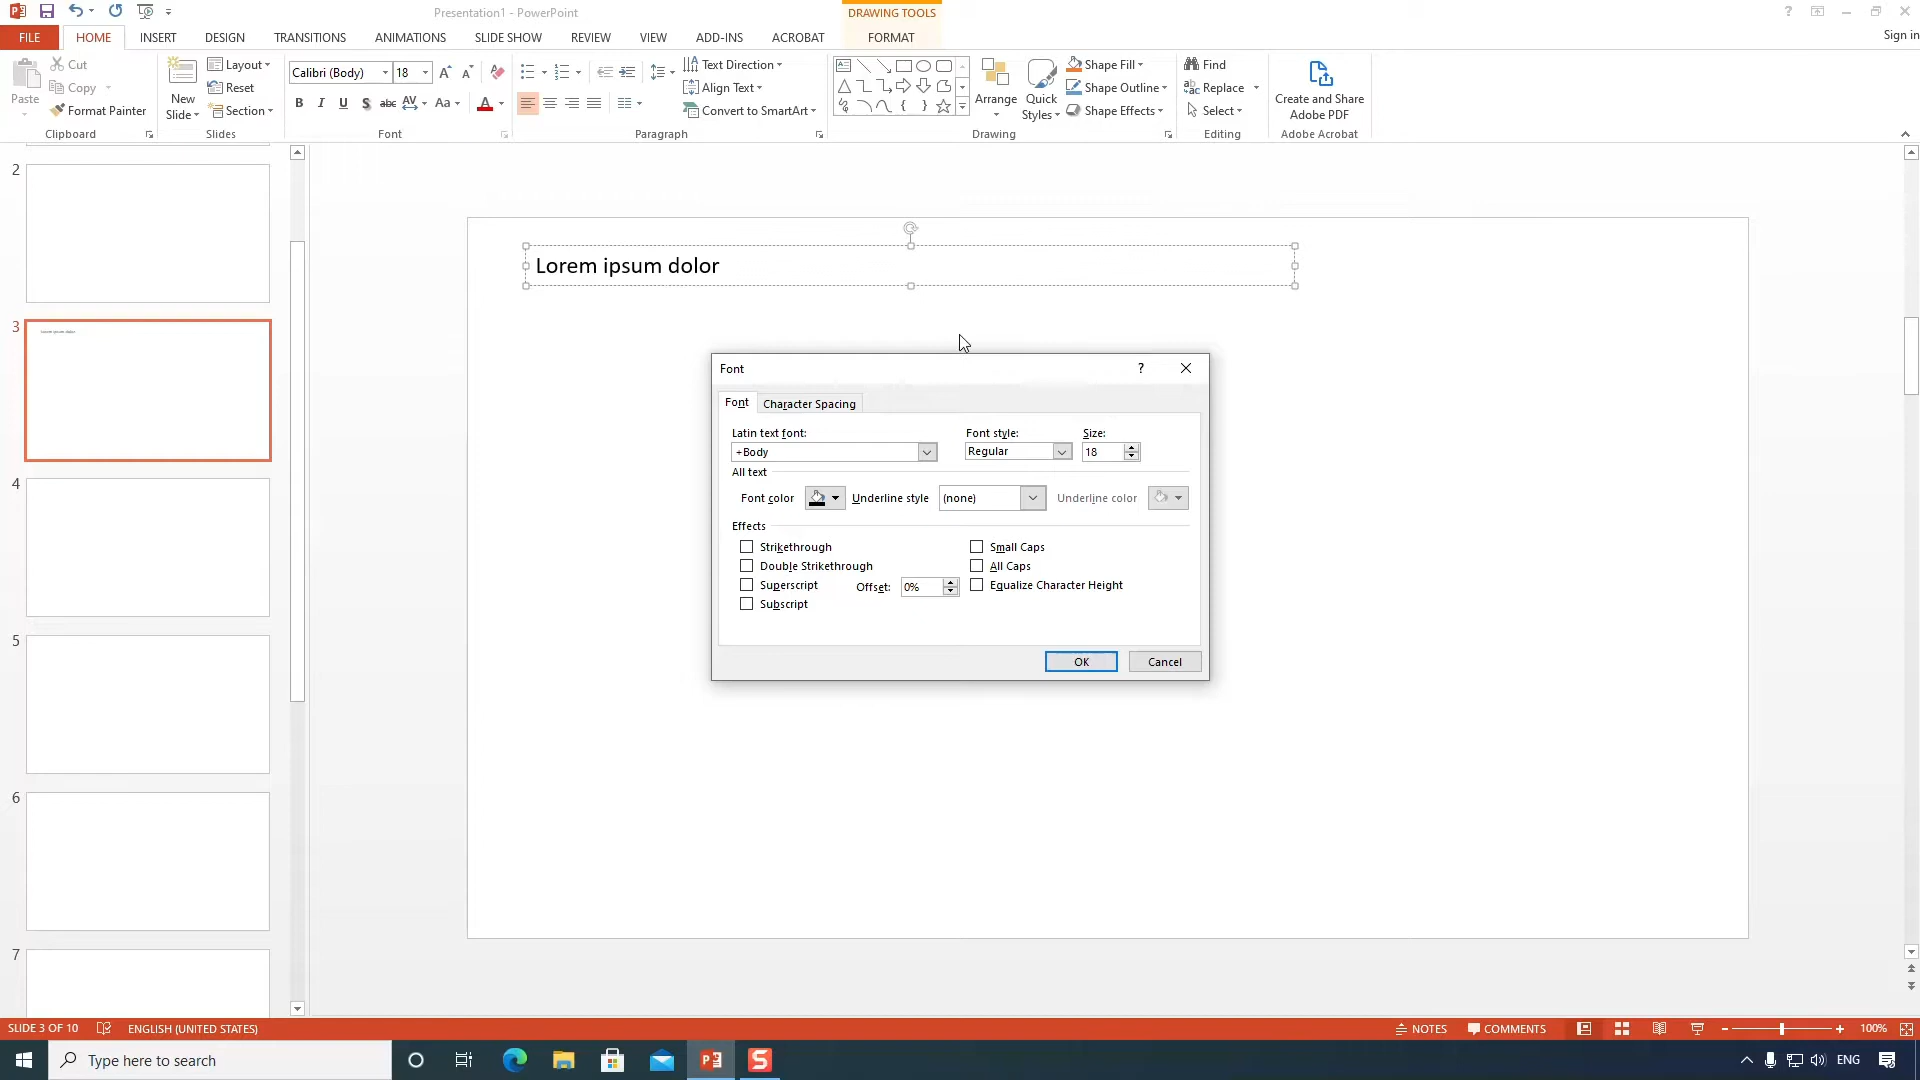 Presentation1 - PowerPoint
DRAWING TOOLS
Sign in
FILE HOME INSERT DESIGN TRANSITIONS ANIMATIONS SLIDE SHOW REVIEW VIEW ADD-INS ACROBAT FORMAT
Paste
Cut
Copy
Format Painter
Clipboard
New
Slide
Layout
Reset
Section
Slides
Calibri (Body) 18
B I U S abc AV Aa A
Font
Text Direction
Align Text
Convert to SmartArt
Paragraph
Arrange
Quick
Styles
Shape Fill
Shape Outline
Shape Effects
Drawing
Find
Replace
Select
Editing
Create and Share
Adobe PDF
Adobe Acrobat
2
3
Lorem ipsum dolor
4
5
6
7
Lorem ipsum dolor
Font
?
Font Character Spacing
Latin text font: Font style: Size:
+Body Regular 18
All text
Font color Underline style (none) Underline color
Effects
Strikethrough Small Caps
Double Strikethrough All Caps
Superscript Offset: 0% Equalize Character Height
Subscript
OK Cancel
SLIDE 3 OF 10 ENGLISH (UNITED STATES) NOTES COMMENTS 100%
Type here to search
ENG